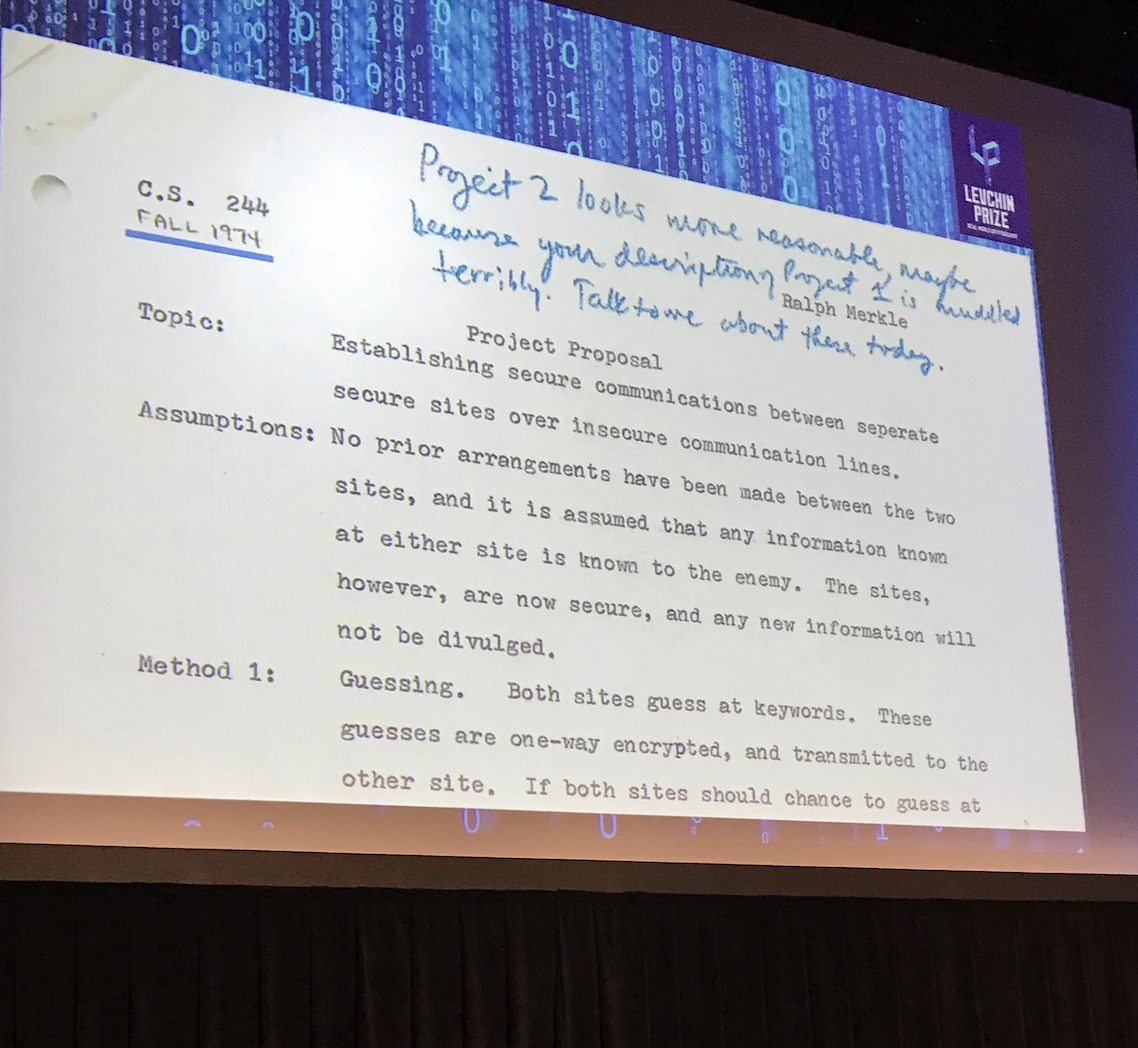 Project 2 looks more reasonable, maybe
because your description of Project 1 is muddled
terribly. Talk to me about these today.
C.S. 244
FALL 1974
LEVCHIN
PRIZE
Ralph Merkle
Project Proposal
Topic: Establishing secure communications between seperate
secure sites over insecure communication lines.
Assumptions: No prior arrangements have been made between the two
sites, and it is assumed that any information known
at either site is known to the enemy. The sites,
however, are now secure, and any new information will
not be divulged.
Method 1: Guessing. Both sites guess at keywords. These
guesses are one-way encrypted, and transmitted to the
other site. If both sites should chance to guess at